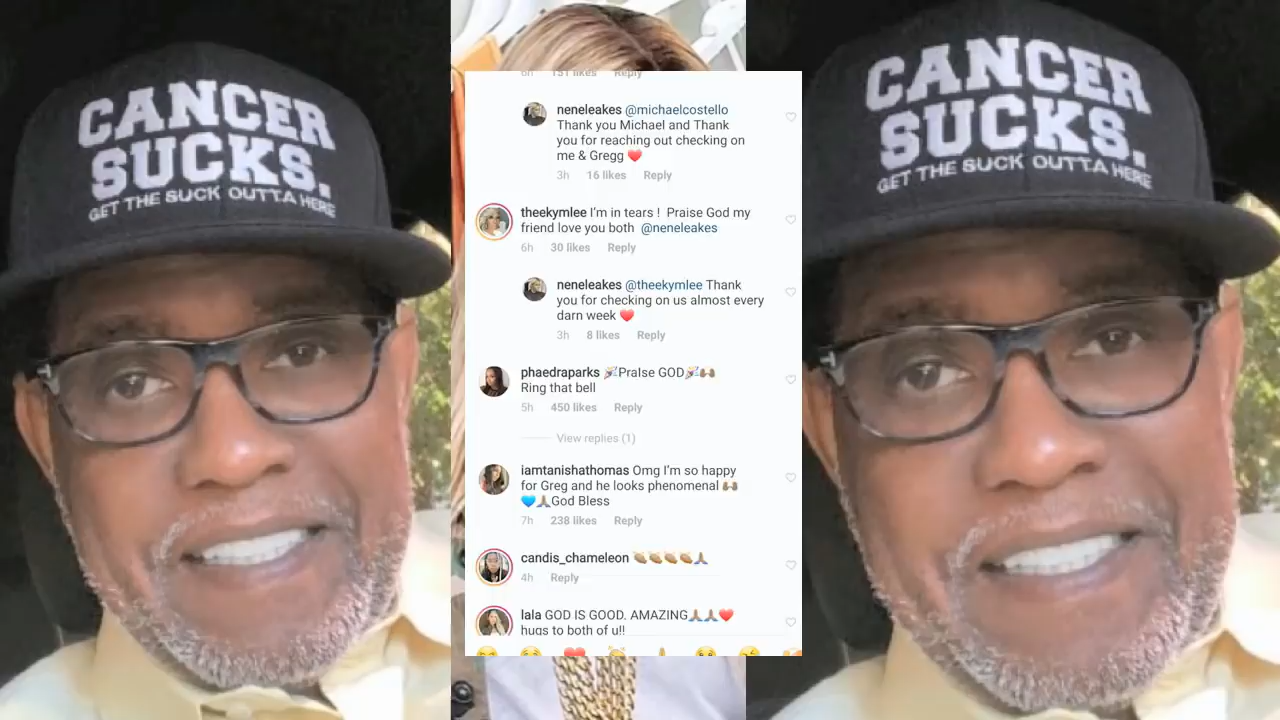 CANCER
SUCKS.
GET THE SUCK OUTTA HERE
6h 151 likes Reply
neneleakes @michaelcostello
Thank you Michael and Thank
you for reaching out checking on
me & Gregg ❤️
3h 16 likes Reply
theekymlee I'm in tears ! Praise God my
friend love you both @neneleakes
6h 30 likes Reply
neneleakes @theekymlee Thank
you for checking on us almost every
darn week ❤️
3h 8 likes Reply
phaedraparks 🎉Praise GOD🎉🙌🏾
Ring that bell
5h 450 likes Reply
View replies (1)
iamtanishathomas Omg I'm so happy
for Greg and he looks phenomenal 🙌🏾
💙🙏🏽God Bless
7h 238 likes Reply
candis_chameleon 👏🏽👏🏽👏🏽👏🏽🙏🏽
4h Reply
lala GOD IS GOOD. AMAZING🙏🏽🙏🏽❤️
hugs to both of u!!
CANCER
SUCKS.
GET THE SUCK OUTTA HERE